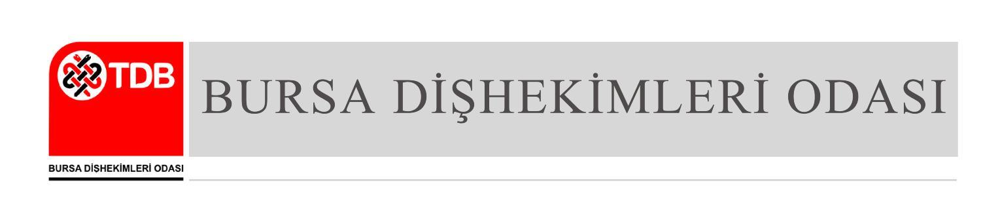 TDB
BURSA DİŞHEKİMLERİ ODASI
BURSA DİŞHEKİMLERİ ODASI